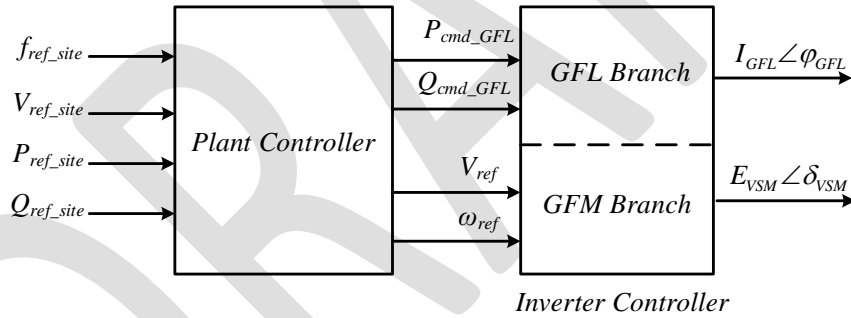 f_ref_site
V_ref_site
P_ref_site
Q_ref_site
Plant Controller
P_cmd_GFL
Q_cmd_GFL
V_ref
ω_ref
GFL Branch
GFM Branch
I_GFL∠φ_GFL
E_VSM∠δ_VSM
Inverter Controller